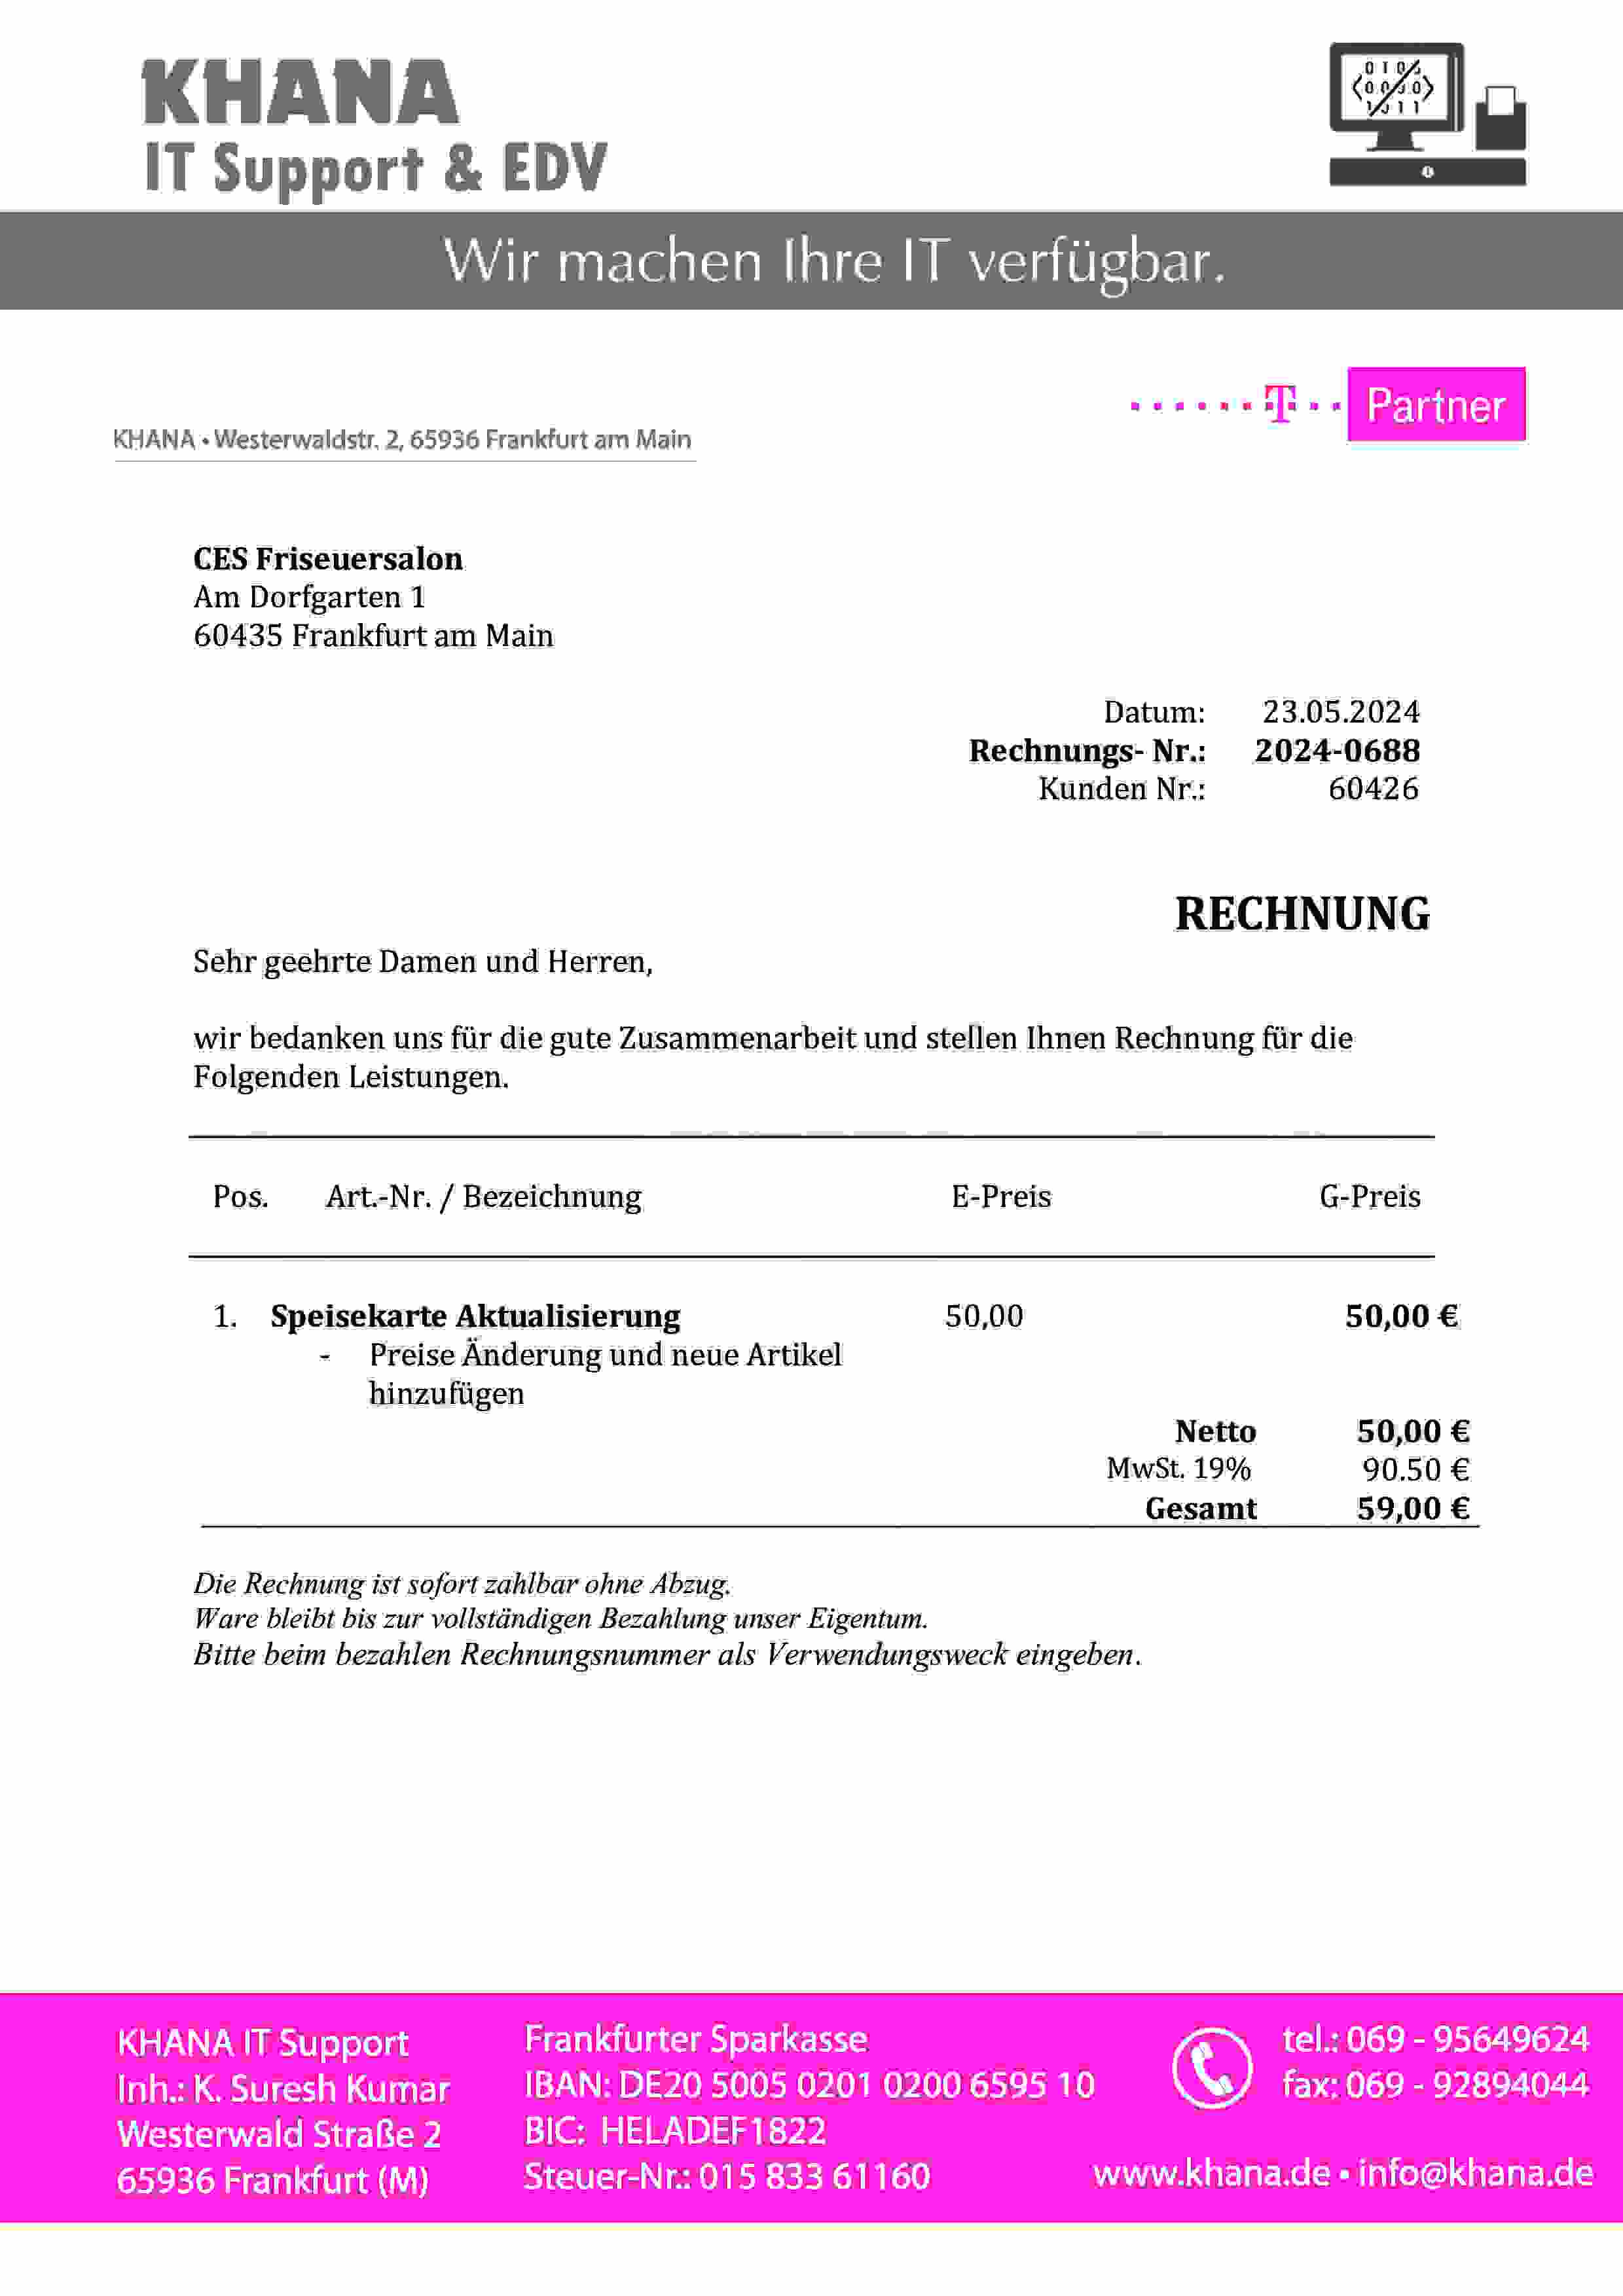 KHANA
IT Support & EDV
Wir machen Ihre IT verfügbar.
T Partner
KHANA • Westerwaldstr. 2, 65936 Frankfurt am Main
CES Friseuersalon
Am Dorfgarten 1
60435 Frankfurt am Main
Datum: 23.05.2024
Rechnungs- Nr.: 2024-0688
Kunden Nr.: 60426
RECHNUNG
Sehr geehrte Damen und Herren,
wir bedanken uns für die gute Zusammenarbeit und stellen Ihnen Rechnung für die
Folgenden Leistungen.
Pos. Art.-Nr. / Bezeichnung E-Preis G-Preis
1. Speisekarte Aktualisierung 50,00 50,00 €
- Preise Änderung und neue Artikel
hinzufügen
Netto 50,00 €
MwSt. 19% 90.50 €
Gesamt 59,00 €
Die Rechnung ist sofort zahlbar ohne Abzug.
Ware bleibt bis zur vollständigen Bezahlung unser Eigentum.
Bitte beim bezahlen Rechnungsnummer als Verwendungsweck eingeben.
KHANA IT Support
Inh.: K. Suresh Kumar
Westerwald Straße 2
65936 Frankfurt (M)
Frankfurter Sparkasse
IBAN: DE20 5005 0201 0200 6595 10
BIC: HELADEF1822
Steuer-Nr.: 015 833 61160
tel.: 069 - 95649624
fax: 069 - 92894044
www.khana.de • info@khana.de